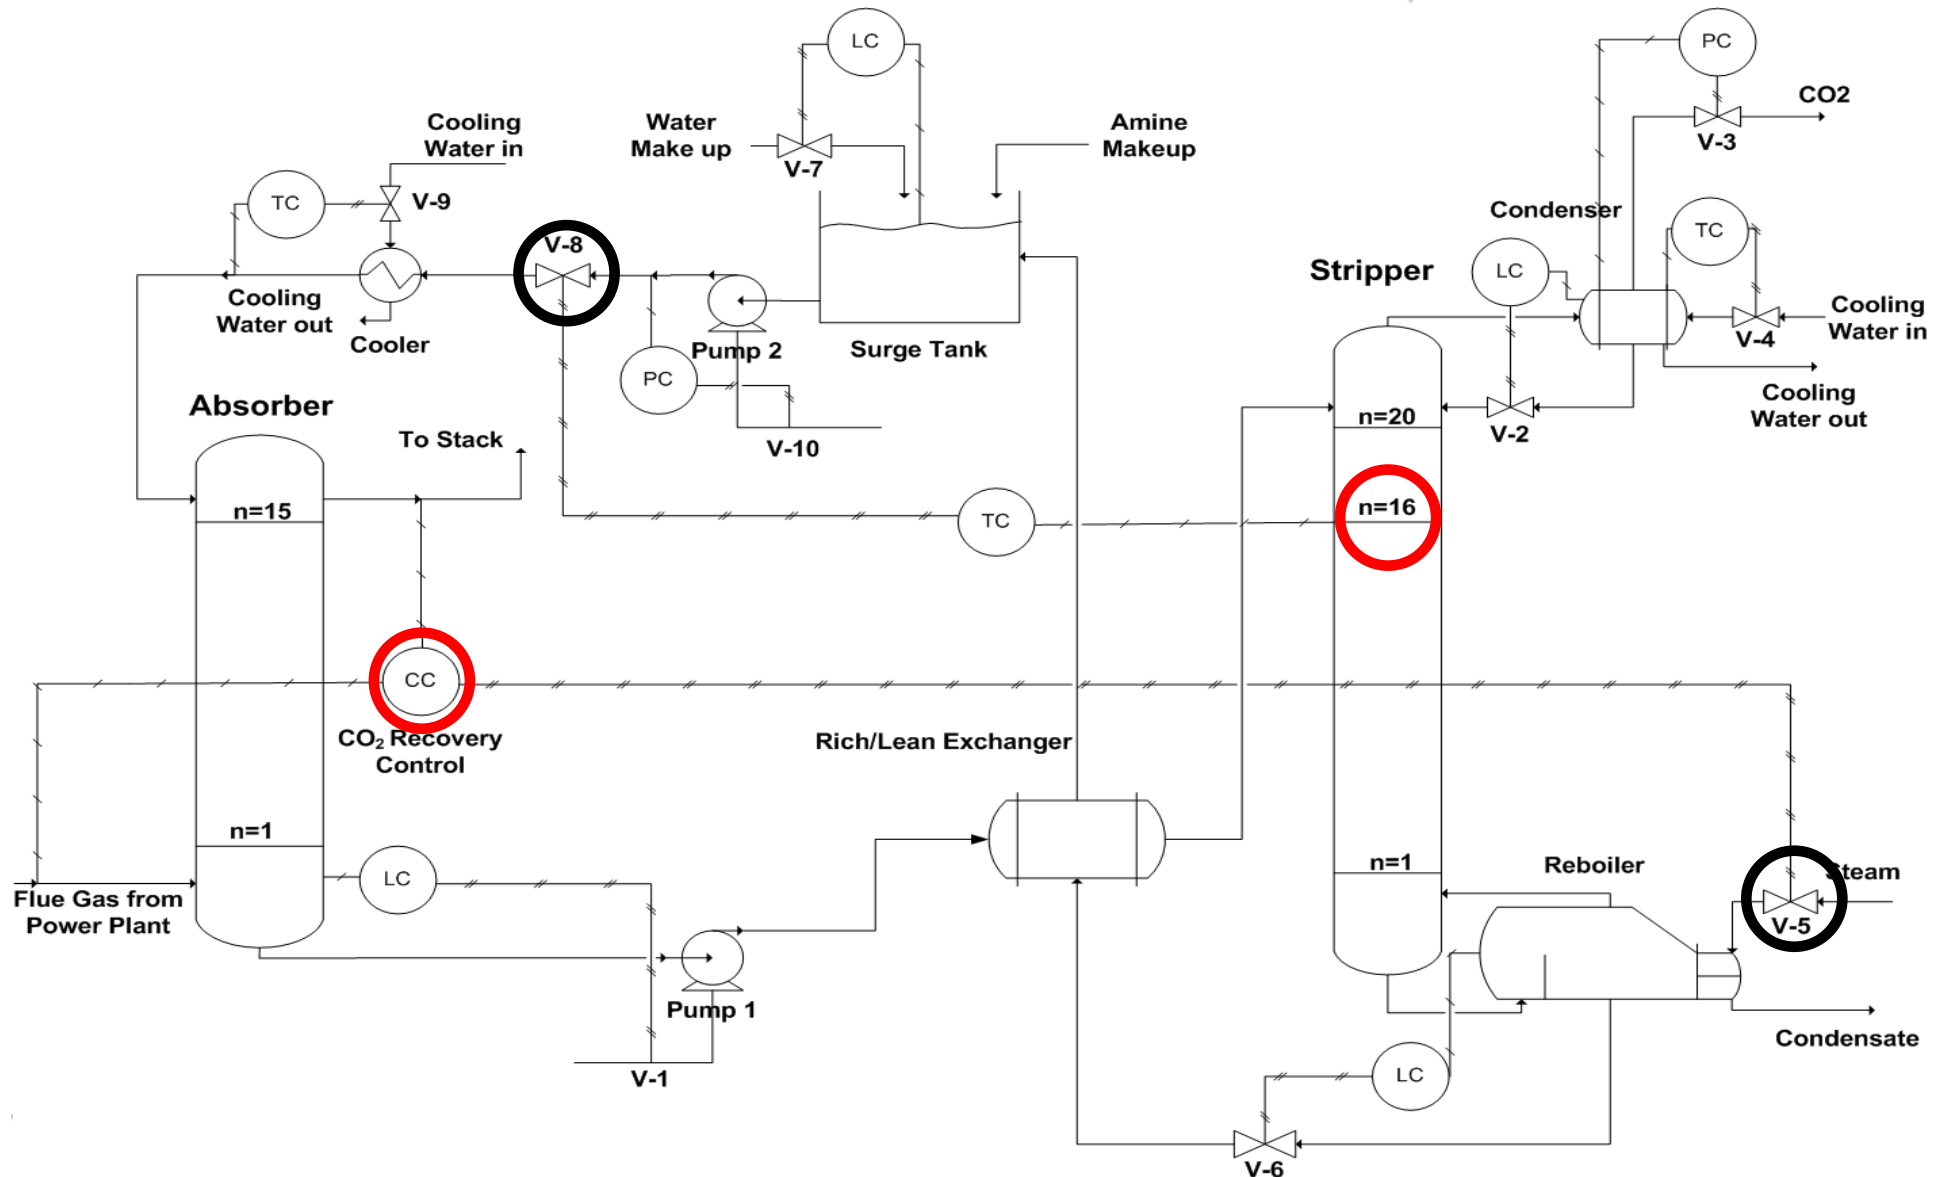 LC
PC
CO2
V-3
Cooling
Water in
Water
Make up
V-7
Amine
Makeup
TC
V-9
Condenser
TC
V-8
Stripper
LC
Cooling
Water out
Cooler
Pump 2
Surge Tank
Cooling
Water in
V-4
PC
Cooling
Water out
Absorber
n=20
V-2
To Stack
V-10
n=15
n=16
TC
CC
CO₂ Recovery
Control
Rich/Lean Exchanger
n=1
n=1
Reboiler
Steam
LC
Flue Gas from
Power Plant
V-5
Pump 1
Condensate
V-1
LC
V-6